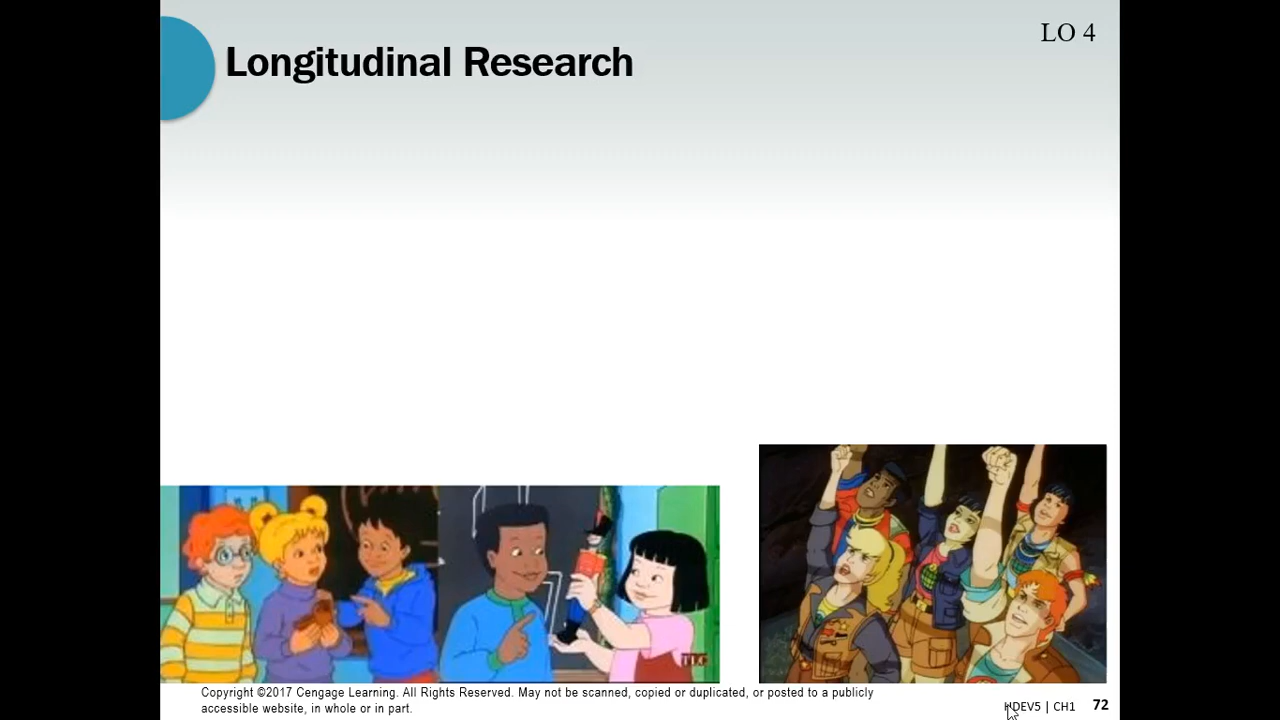 LO 4
Longitudinal Research
TLC
Copyright ©2017 Cengage Learning. All Rights Reserved. May not be scanned, copied or duplicated, or posted to a publicly
accessible website, in whole or in part.
HDEV5 | CH1 72